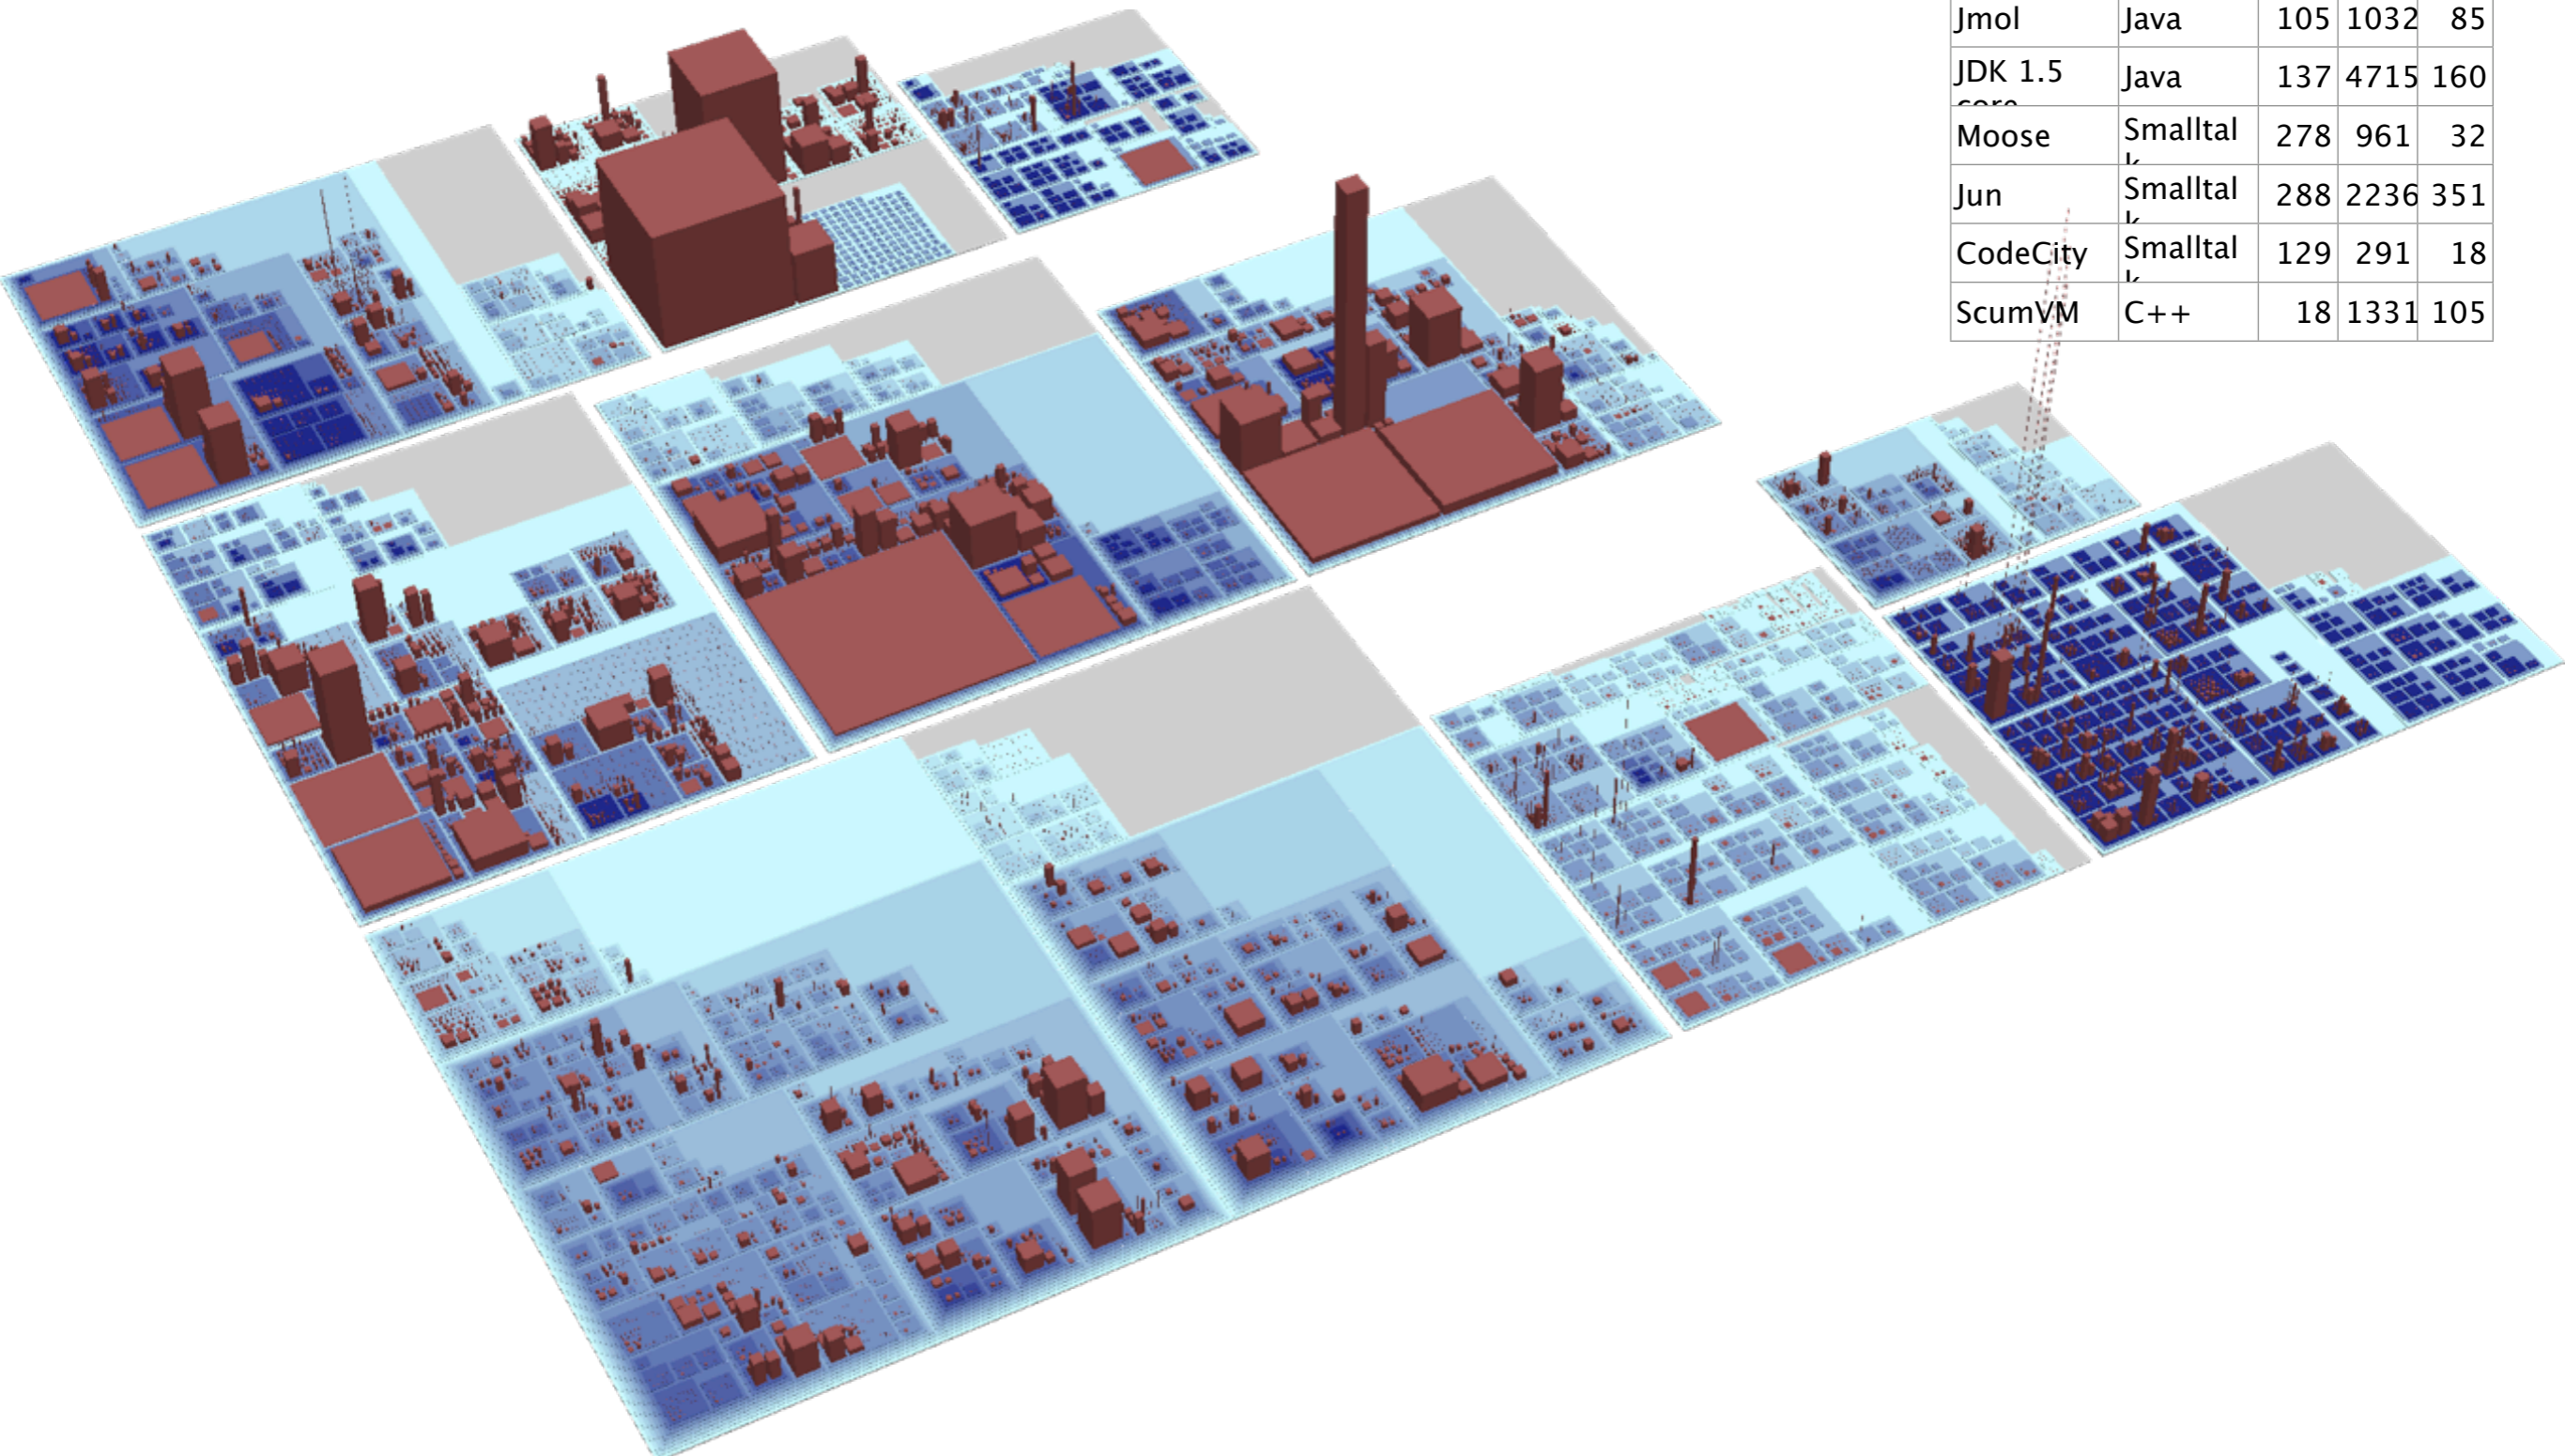 Jmol Java 105 1032 85
JDK 1.5 Java 137 4715 160
core
Moose Smalltal 278 961 32
k
Jun Smalltal 288 2236 351
k
CodeCity Smalltal 129 291 18
k
ScumVM C++ 18 1331 105